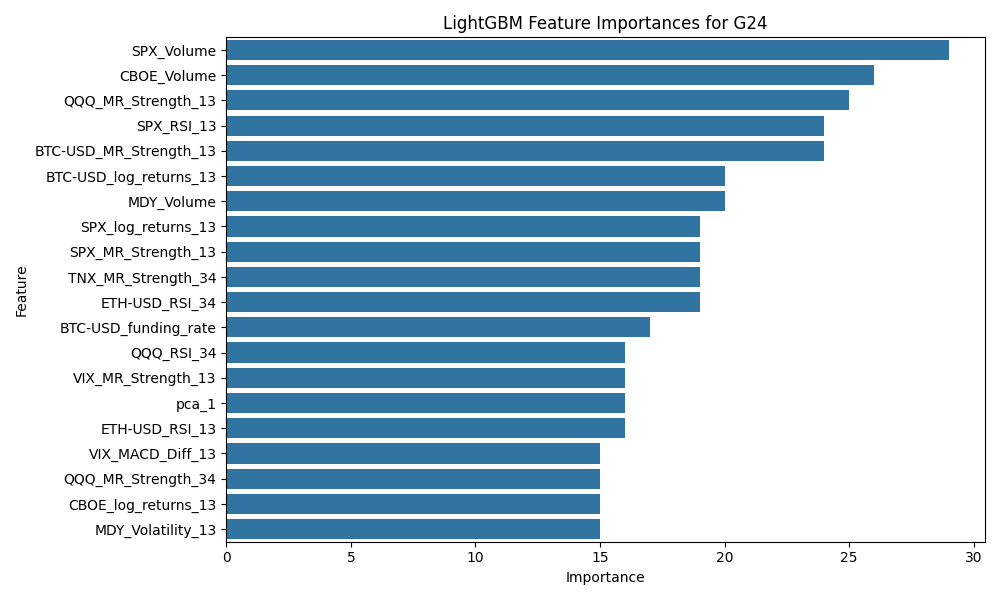 LightGBM Feature Importances for G24
SPX_Volume
CBOE_Volume
QQQ_MR_Strength_13
SPX_RSI_13
BTC-USD_MR_Strength_13
BTC-USD_log_returns_13
MDY_Volume
SPX_log_returns_13
SPX_MR_Strength_13
TNX_MR_Strength_34
ETH-USD_RSI_34
BTC-USD_funding_rate
QQQ_RSI_34
VIX_MR_Strength_13
pca_1
ETH-USD_RSI_13
VIX_MACD_Diff_13
QQQ_MR_Strength_34
CBOE_log_returns_13
MDY_Volatility_13
Feature
0 5 10 15 20 25 30
Importance